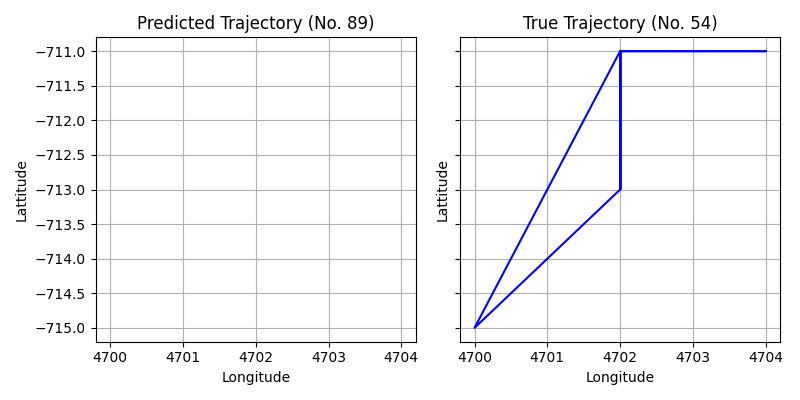 Predicted Trajectory (No. 89)
True Trajectory (No. 54)
−711.0
−711.5
−712.0
−712.5
−713.0
−713.5
−714.0
−714.5
−715.0
Lattitude
Lattitude
4700 4701 4702 4703 4704
4700 4701 4702 4703 4704
Longitude
Longitude